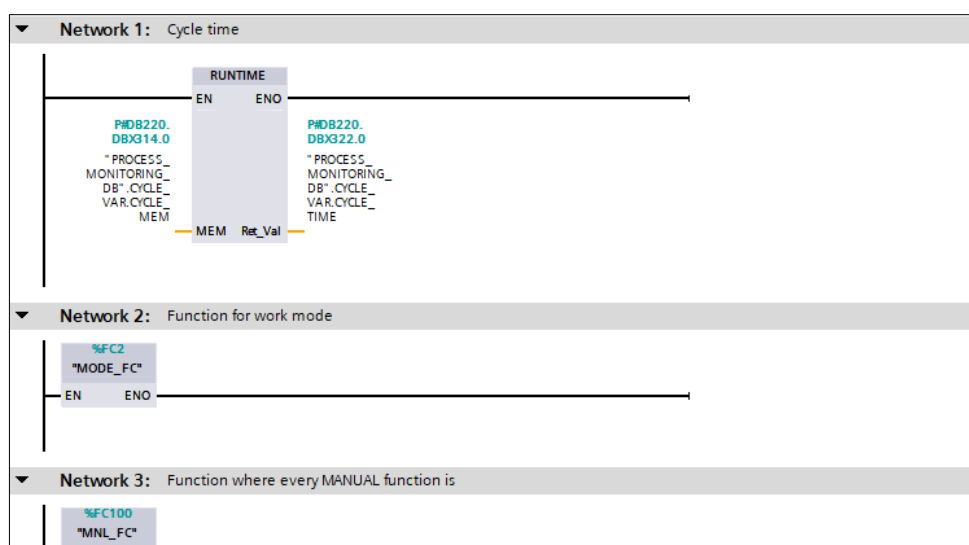 Network 1: Cycle time
RUNTIME
EN ENO
P#DB220.
DBX314.0
"PROCESS_
MONITORING_
DB".CYCLE_
VAR.CYCLE_
MEM
MEM
P#DB220.
DBX322.0
"PROCESS_
MONITORING_
DB".CYCLE_
VAR.CYCLE_
TIME
Ret_Val
Network 2: Function for work mode
%FC2
"MODE_FC"
EN ENO
Network 3: Function where every MANUAL function is
%FC100
"MNL_FC"